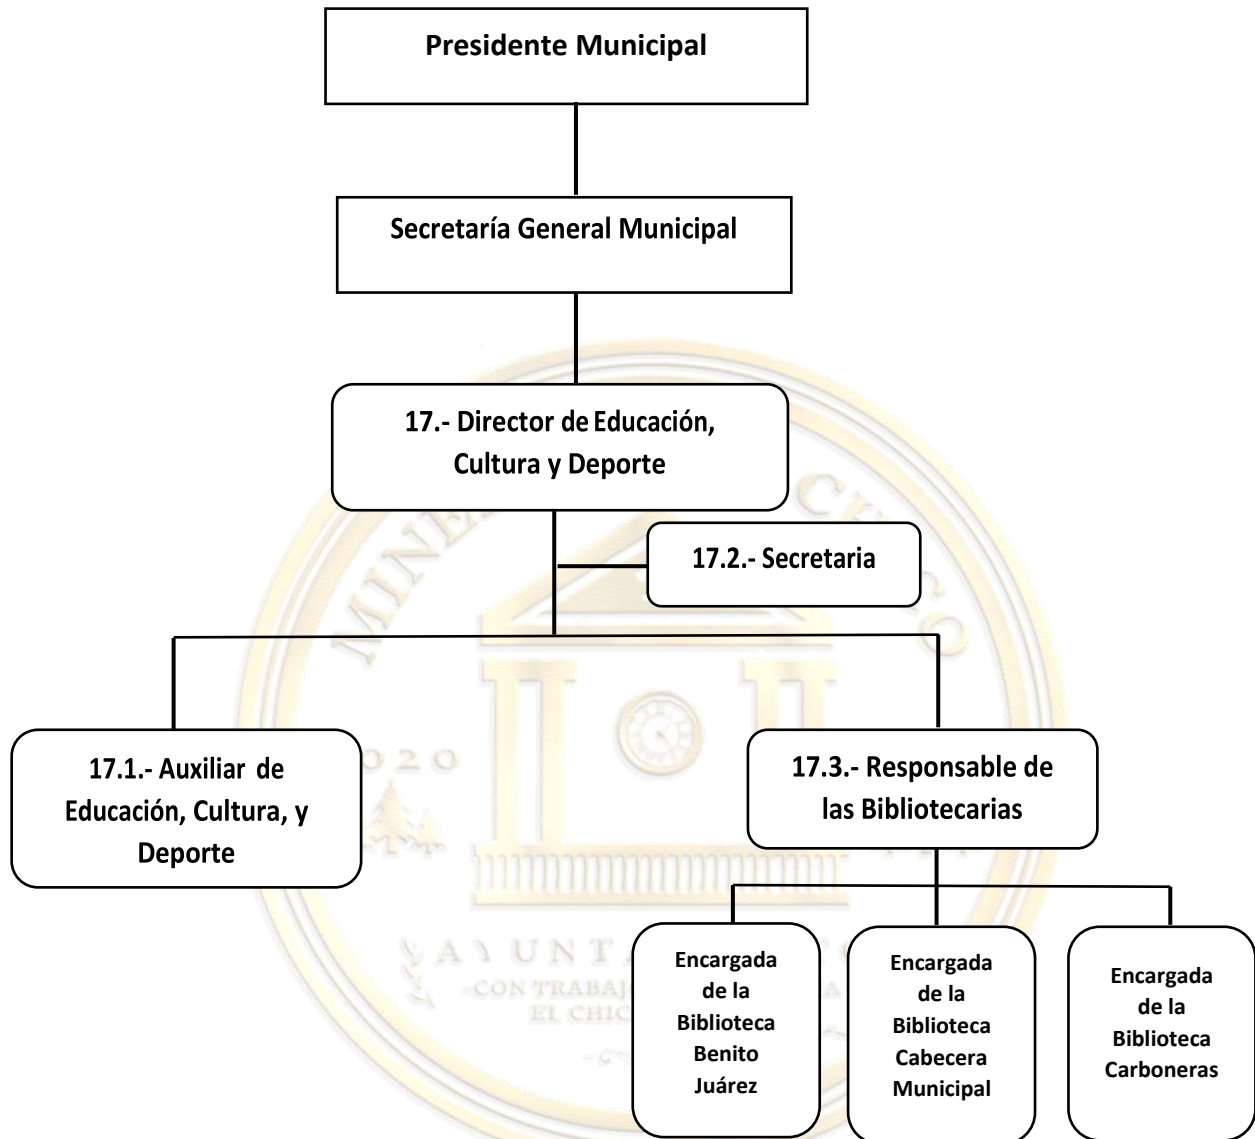 Presidente Municipal
Secretaría General Municipal
17.- Director de Educación,
Cultura y Deporte
17.2.- Secretaria
17.1.- Auxiliar de
Educación, Cultura, y
Deporte
17.3.- Responsable de
las Bibliotecarias
Encargada
de la
Biblioteca
Benito
Juárez
Encargada
de la
Biblioteca
Cabecera
Municipal
Encargada
de la
Biblioteca
Carboneras
CON
EL